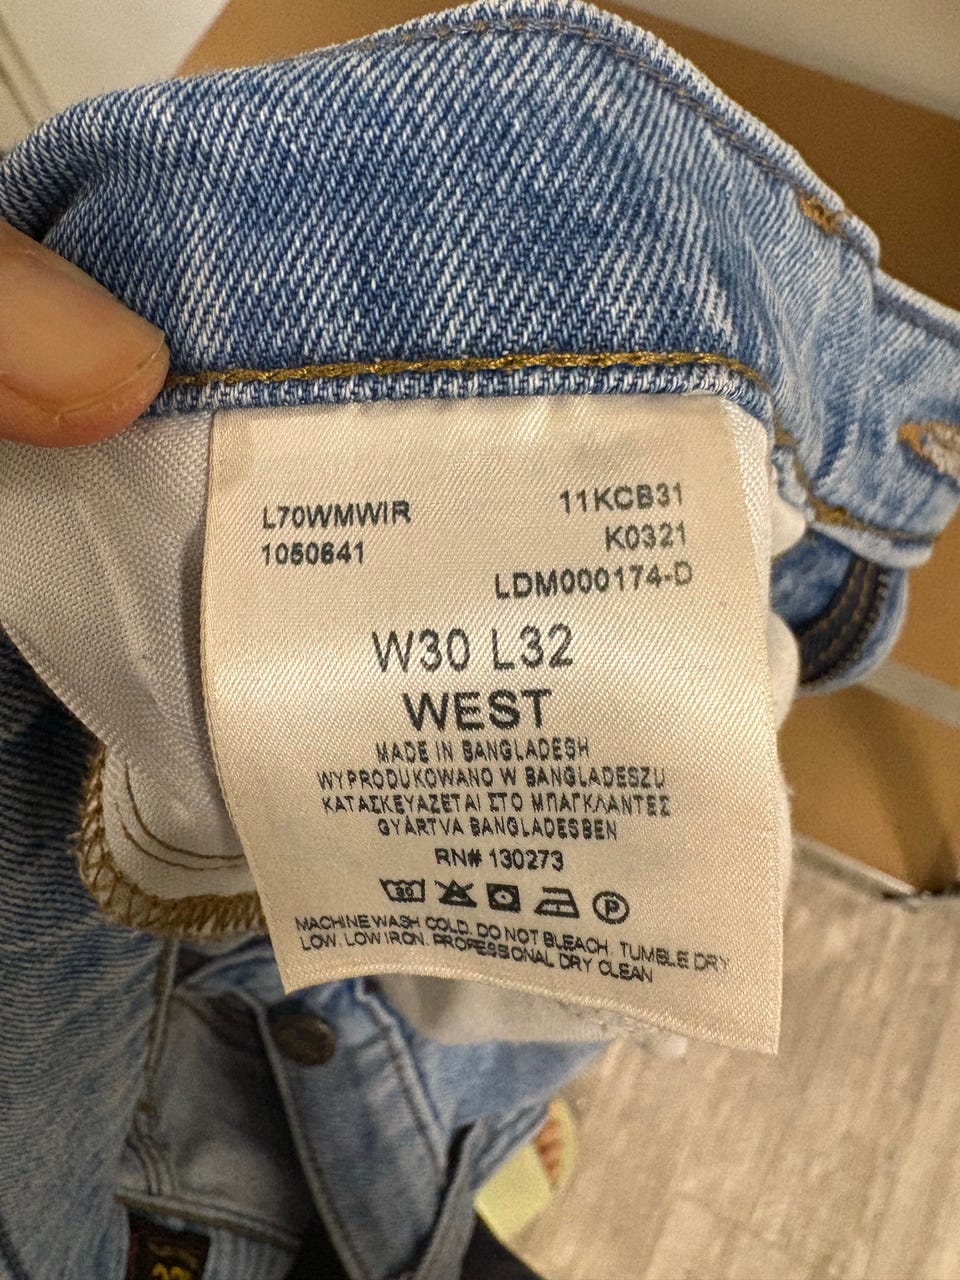 L70WMWIR
1050641
11KCB31
K0321
LDM000174-D
W30 L32
WEST
MADE IN BANGLADESH
WYPRODUKOWANO W BANGLADESZU
ΚΑΤΑΣΚΕΥΑΖΕΤΑΙ ΣΤΟ ΜΠΑΓΚΛΑΝΤΕΣ
GYÁRTVA BANGLADESBEN
RN# 130273
30 P
MACHINE WASH COLD. DO NOT BLEACH. TUMBLE DRY
LOW. LOW IRON. PROFESSIONAL DRY CLEAN